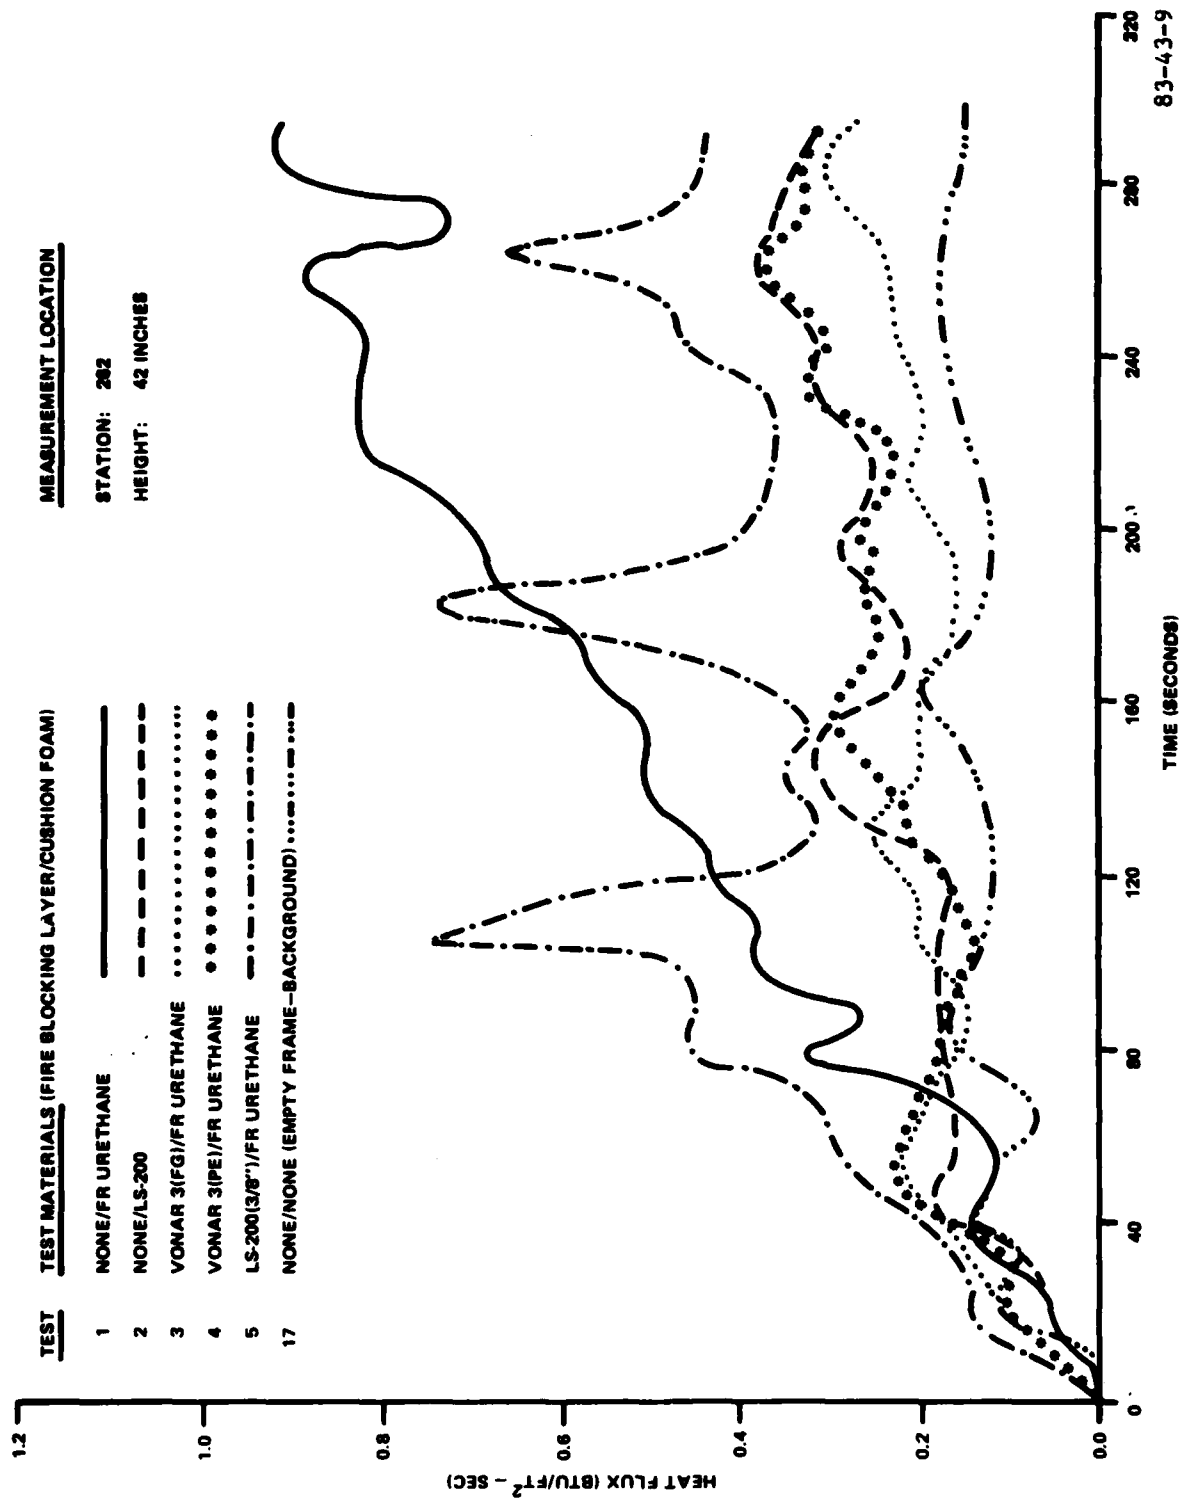 TEST TEST MATERIALS (FIRE BLOCKING LAYER/CUSHION FOAM)
1 NONE/FR URETHANE
2 NONE/LS-200
3 VONAR 3(FG)/FR URETHANE
4 VONAR 3(PE)/FR URETHANE
5 LS-200(3/8")/FR URETHANE
17 NONE/NONE (EMPTY FRAME–BACKGROUND)
MEASUREMENT LOCATION
STATION: 282
HEIGHT: 42 INCHES
1.2
1.0
0.8
0.6
0.4
0.2
0.0
HEAT FLUX (BTU/FT² – SEC)
0 40 80 120 160 200 240 280 320
TIME (SECONDS)
83-43-9